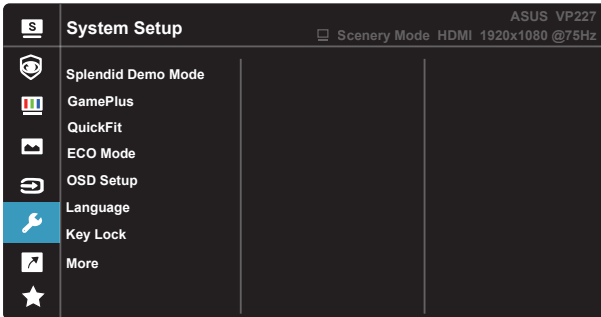 S
System Setup
ASUS VP227
Scenery Mode HDMI 1920x1080 @75Hz
Splendid Demo Mode
GamePlus
QuickFit
ECO Mode
OSD Setup
Language
Key Lock
More